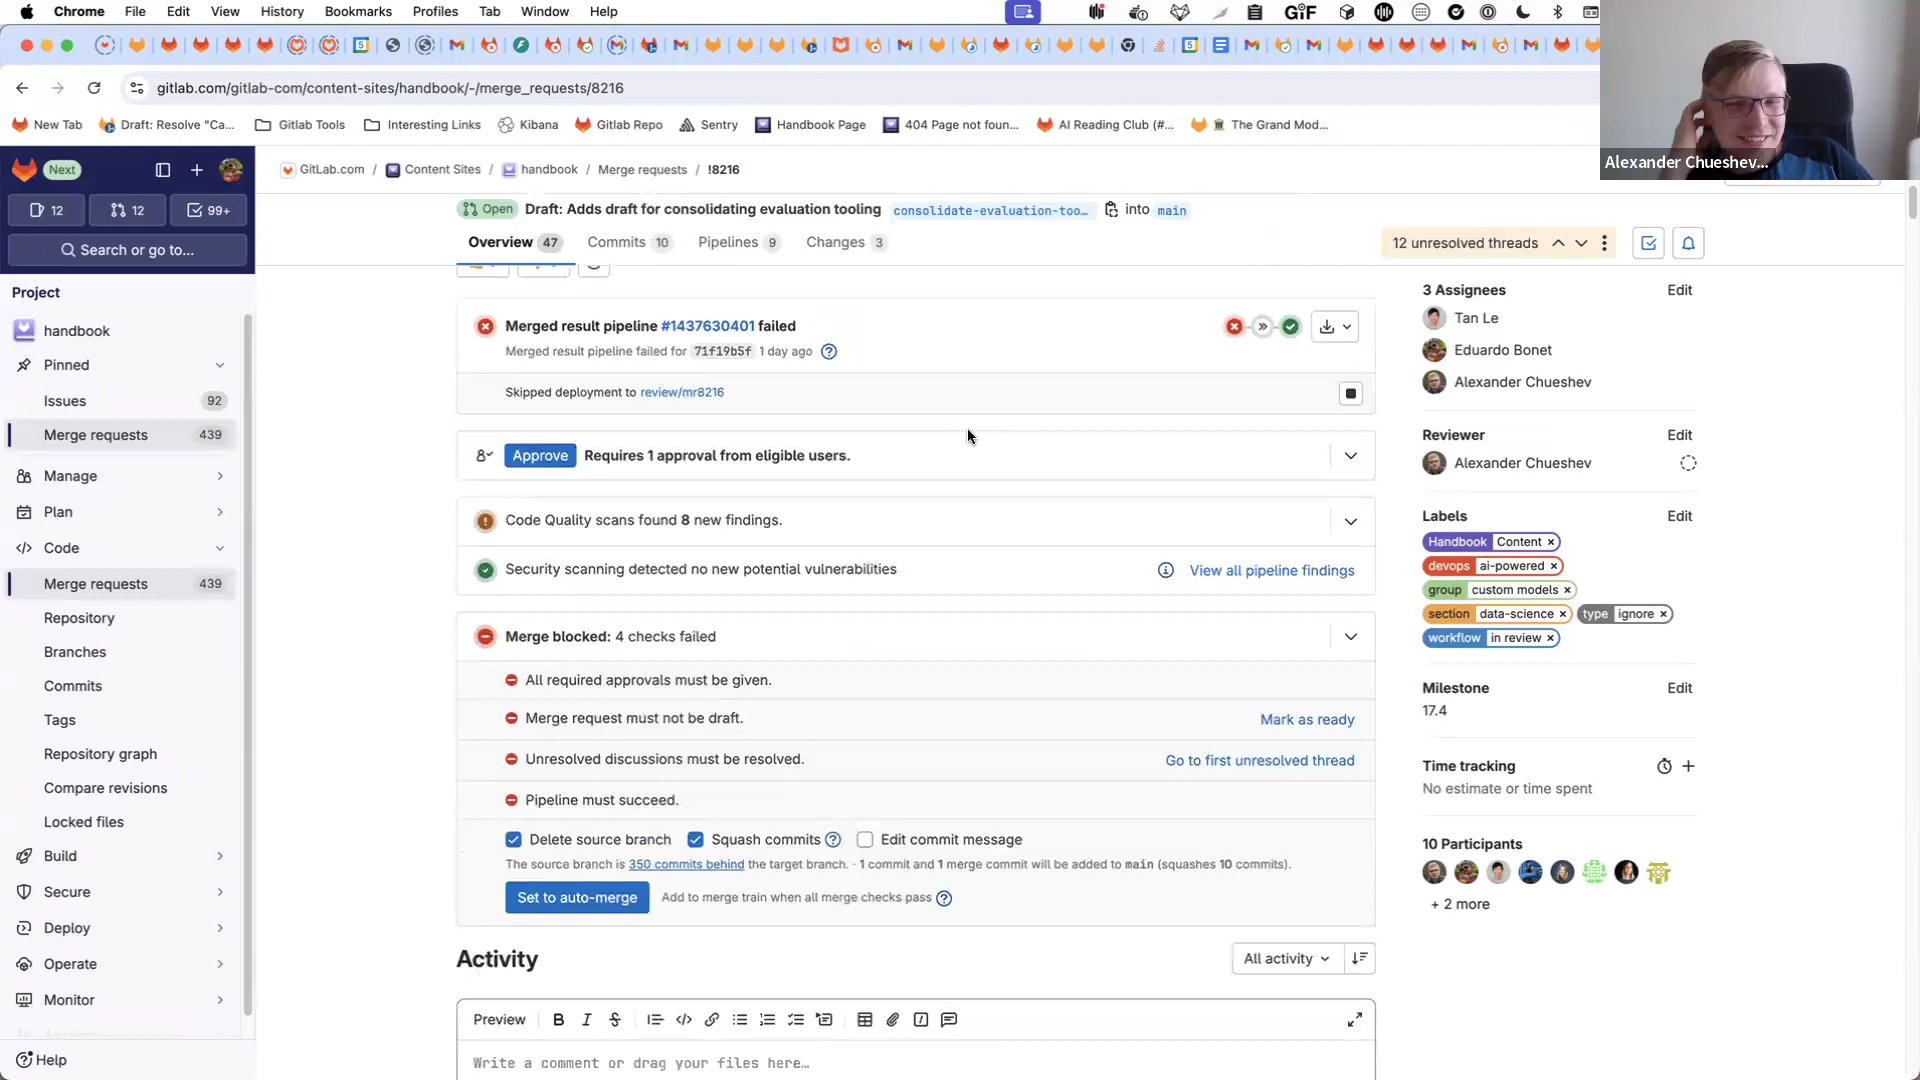 Chrome File Edit View History Bookmarks Profiles Tab Window Help
GIF
gitlab.com/gitlab-com/content-sites/handbook/-/merge_requests/8216
New Tab Draft: Resolve "Ca... Gitlab Tools Interesting Links Kibana Gitlab Repo Sentry Handbook Page 404 Page not foun... AI Reading Club (#... The Grand Mod...
Alexander Chueshev...
Next
12 12 99+
Search or go to...
Project
handbook
Pinned
Issues 92
Merge requests 439
Manage
Plan
Code
Merge requests 439
Repository
Branches
Commits
Tags
Repository graph
Compare revisions
Locked files
Build
Secure
Deploy
Operate
Monitor
Help
GitLab.com / Content Sites / handbook / Merge requests / !8216
Open Draft: Adds draft for consolidating evaluation tooling consolidate-evaluation-too... into main
Overview 47 Commits 10 Pipelines 9 Changes 3
12 unresolved threads
Merged result pipeline #1437630401 failed
Merged result pipeline failed for 71f19b5f 1 day ago
Skipped deployment to review/mr8216
Approve Requires 1 approval from eligible users.
Code Quality scans found 8 new findings.
Security scanning detected no new potential vulnerabilities View all pipeline findings
Merge blocked: 4 checks failed
All required approvals must be given.
Merge request must not be draft. Mark as ready
Unresolved discussions must be resolved. Go to first unresolved thread
Pipeline must succeed.
Delete source branch Squash commits Edit commit message
The source branch is 350 commits behind the target branch. · 1 commit and 1 merge commit will be added to main (squashes 10 commits).
Set to auto-merge Add to merge train when all merge checks pass
Activity
All activity
Preview
Write a comment or drag your files here…
3 Assignees Edit
Tan Le
Eduardo Bonet
Alexander Chueshev
Reviewer Edit
Alexander Chueshev
Labels Edit
Handbook Content ×
devops ai-powered ×
group custom models ×
section data-science × type ignore ×
workflow in review ×
Milestone Edit
17.4
Time tracking
No estimate or time spent
10 Participants
+ 2 more